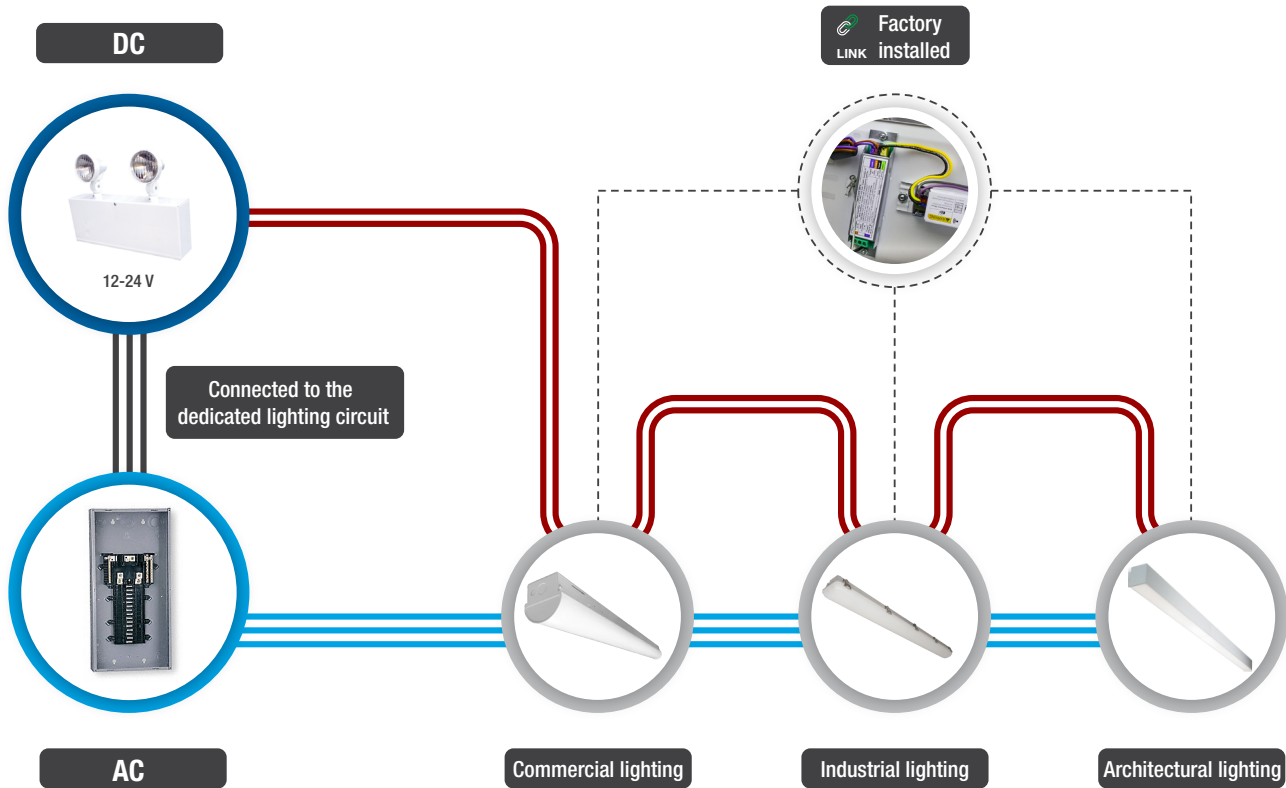 DC
Factory
LINK installed
12-24 V
Connected to the
dedicated lighting circuit
AC
Commercial lighting
Industrial lighting
Architectural lighting